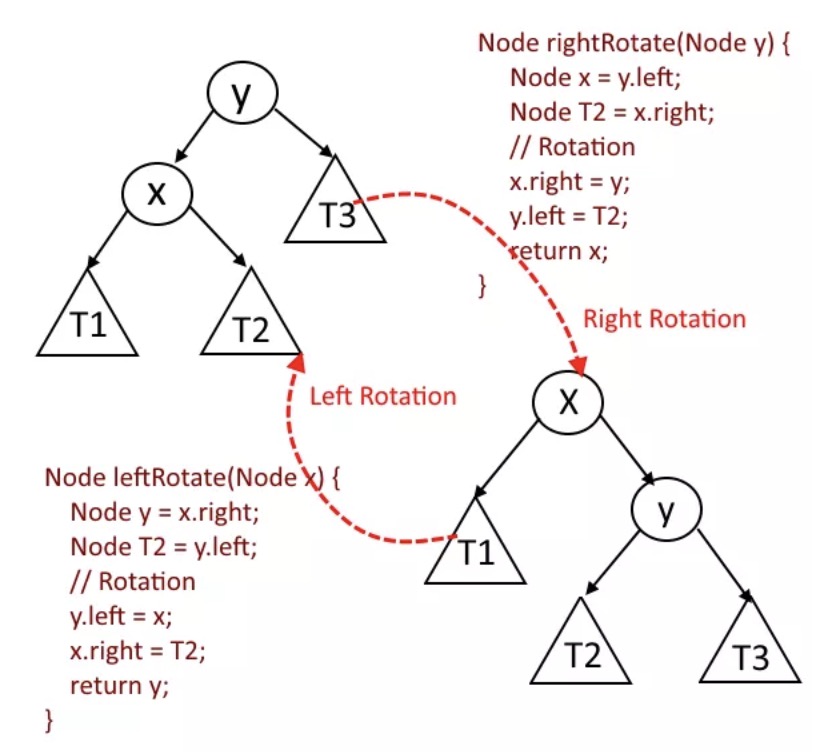 Node rightRotate(Node y) {
Node x = y.left;
Node T2 = x.right;
// Rotation
x.right = y;
y.left = T2;
return x;
}
y
x
T3
T1
T2
Right Rotation
Left Rotation
X
y
T1
T2
T3
Node leftRotate(Node x) {
Node y = x.right;
Node T2 = y.left;
// Rotation
y.left = x;
x.right = T2;
return y;
}